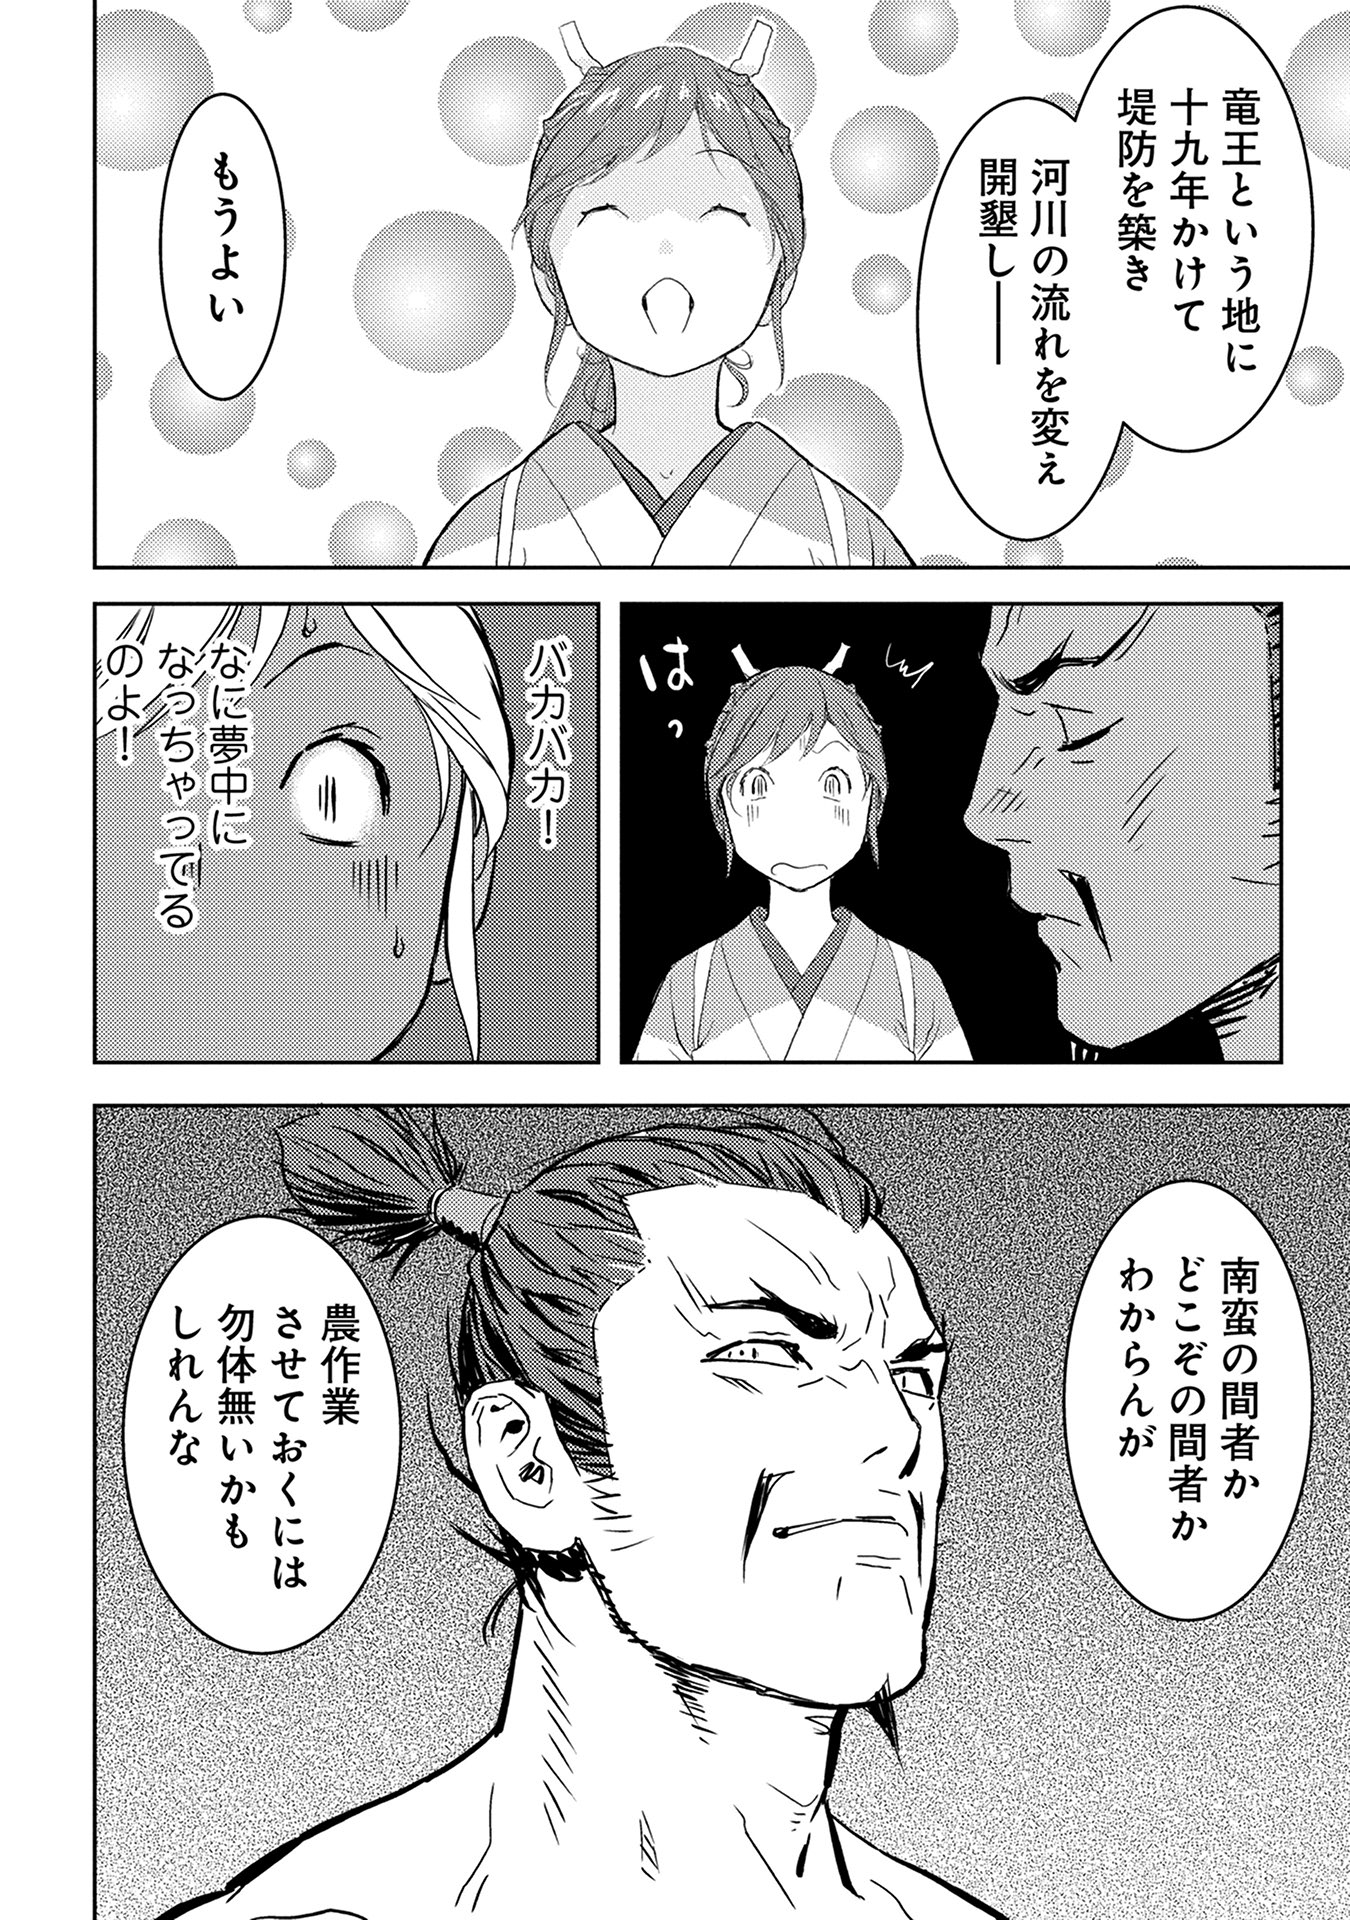 竜王という地に
十九年かけて
堤防を築き
河川の流れを変え
開墾し――
もうよい
はっ
バカバカ！
なに夢中に
なっちゃってる
のよ！
南蛮の間者か
どこぞの間者か
わからんが
農作業
させておくには
勿体無いかも
しれんな